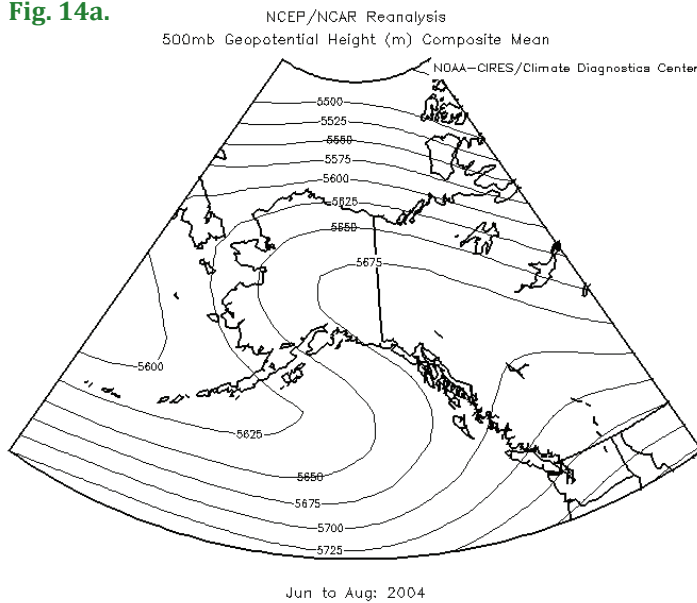 Fig. 14a.
NCEP/NCAR Reanalysis
500mb Geopotential Height (m) Composite Mean
NOAA-CIRES/Climate Diagnostics Center
5500
5525
5550
5575
5600
5625
5650
5675
5600
5625
5650
5675
5700
5725
Jun to Aug: 2004